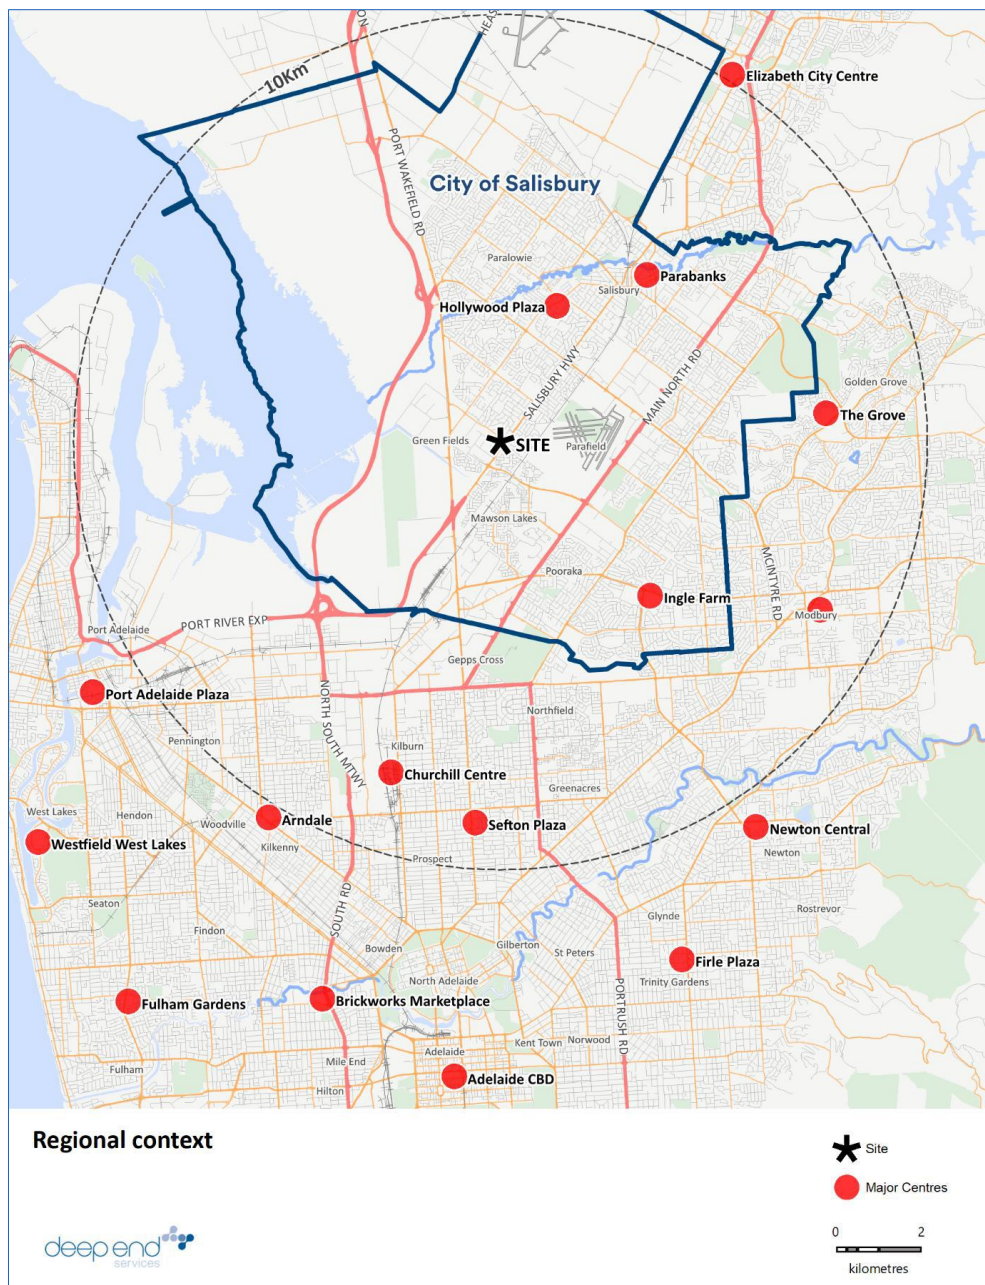 ON
HEAS
Elizabeth City Centre
10Km
PORT WAKEFIELD RD
City of Salisbury
Paralowie
Parabanks
Salisbury
Hollywood Plaza
SALISBURY HWY
MAIN NORTH RD
Golden Grove
The Grove
Green Fields
SITE
Parafield
Mawson Lakes
Pooraka
MCINTYRE RD
Ingle Farm
Modbury
PORT RIVER EXP
Port Adelaide
Gepps Cross
Port Adelaide Plaza
NORTH SOUTH MTWY
Northfield
Pennington
Kilburn
Churchill Centre
Greenacres
West Lakes
Hendon
Woodville
Arndale
Sefton Plaza
Newton Central
Westfield West Lakes
Kilkenny
Prospect
Newton
Seaton
SOUTH RD
Glynde
Rostrevor
Findon
Bowden
Gilberton
St Peters
Firle Plaza
North Adelaide
Trinity Gardens
Fulham Gardens
Brickworks Marketplace
PORTRUSH RD
Kent Town
Norwood
Adelaide
Mile End
Fulham
Adelaide CBD
Hilton
Regional context
Site
Major Centres
0 2
kilometres
deep end
services